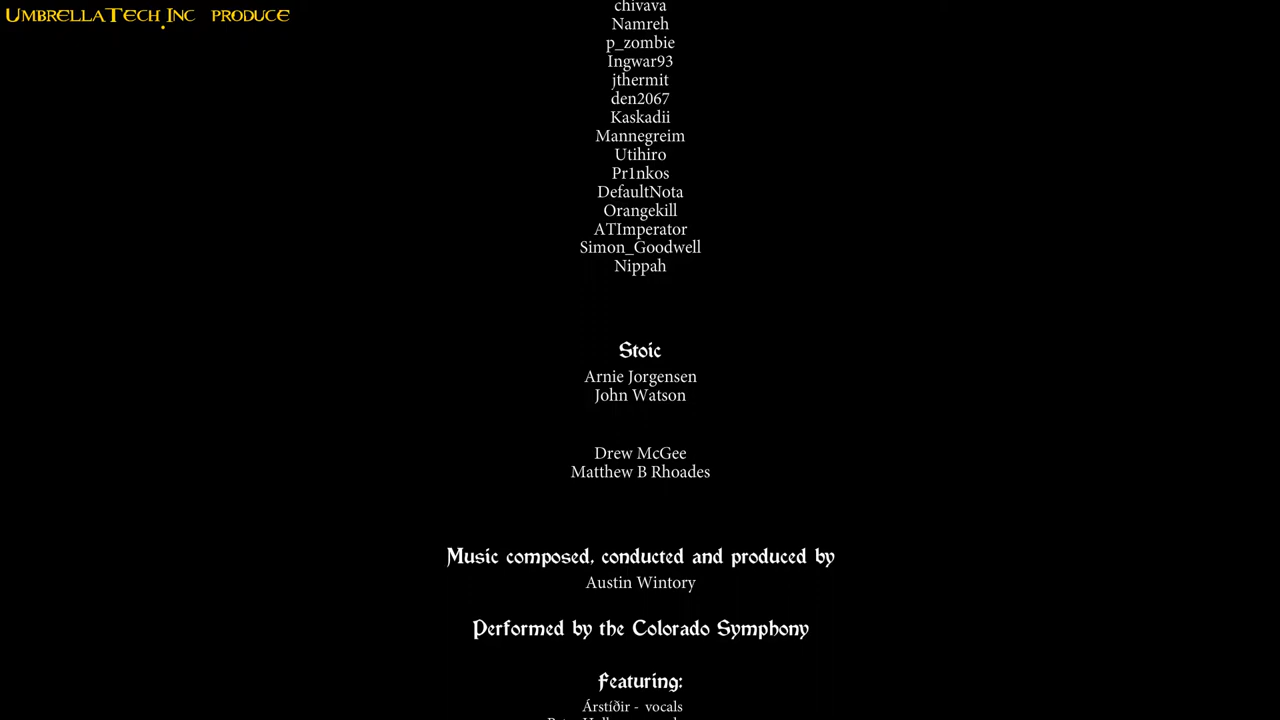 UmbrellaTech.Inc produce
chivava
Namreh
p_zombie
Ingwar93
jthermit
den2067
Kaskadii
Mannegreim
Utihiro
Pr1nkos
DefaultNota
Orangekill
ATImperator
Simon_Goodwell
Nippah
Stoic
Arnie Jorgensen
John Watson
Drew McGee
Matthew B Rhoades
Music composed, conducted and produced by
Austin Wintory
Performed by the Colorado Symphony
Featuring:
Árstíðir - vocals